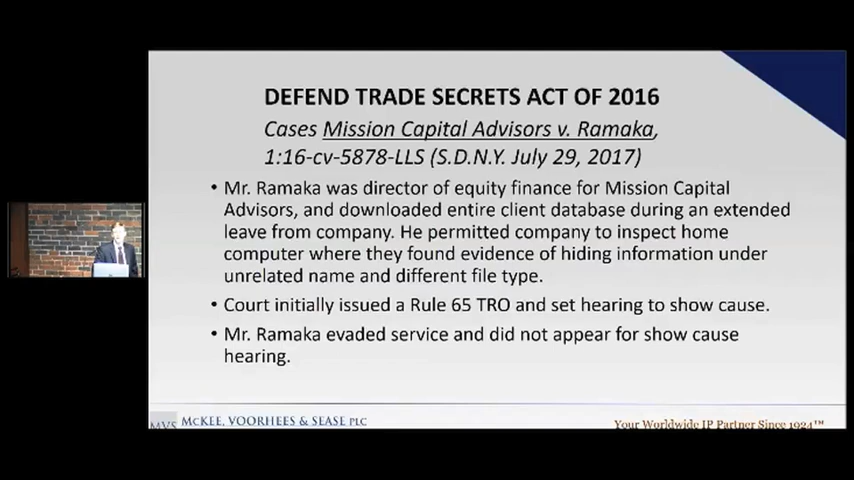 DEFEND TRADE SECRETS ACT OF 2016
Cases Mission Capital Advisors v. Ramaka,
1:16-cv-5878-LLS (S.D.N.Y. July 29, 2017)
• Mr. Ramaka was director of equity finance for Mission Capital
Advisors, and downloaded entire client database during an extended
leave from company. He permitted company to inspect home
computer where they found evidence of hiding information under
unrelated name and different file type.
• Court initially issued a Rule 65 TRO and set hearing to show cause.
• Mr. Ramaka evaded service and did not appear for show cause
hearing.
MVS MCKEE, VOORHEES & SEASE PLC
Your Worldwide IP Partner Since 1924™